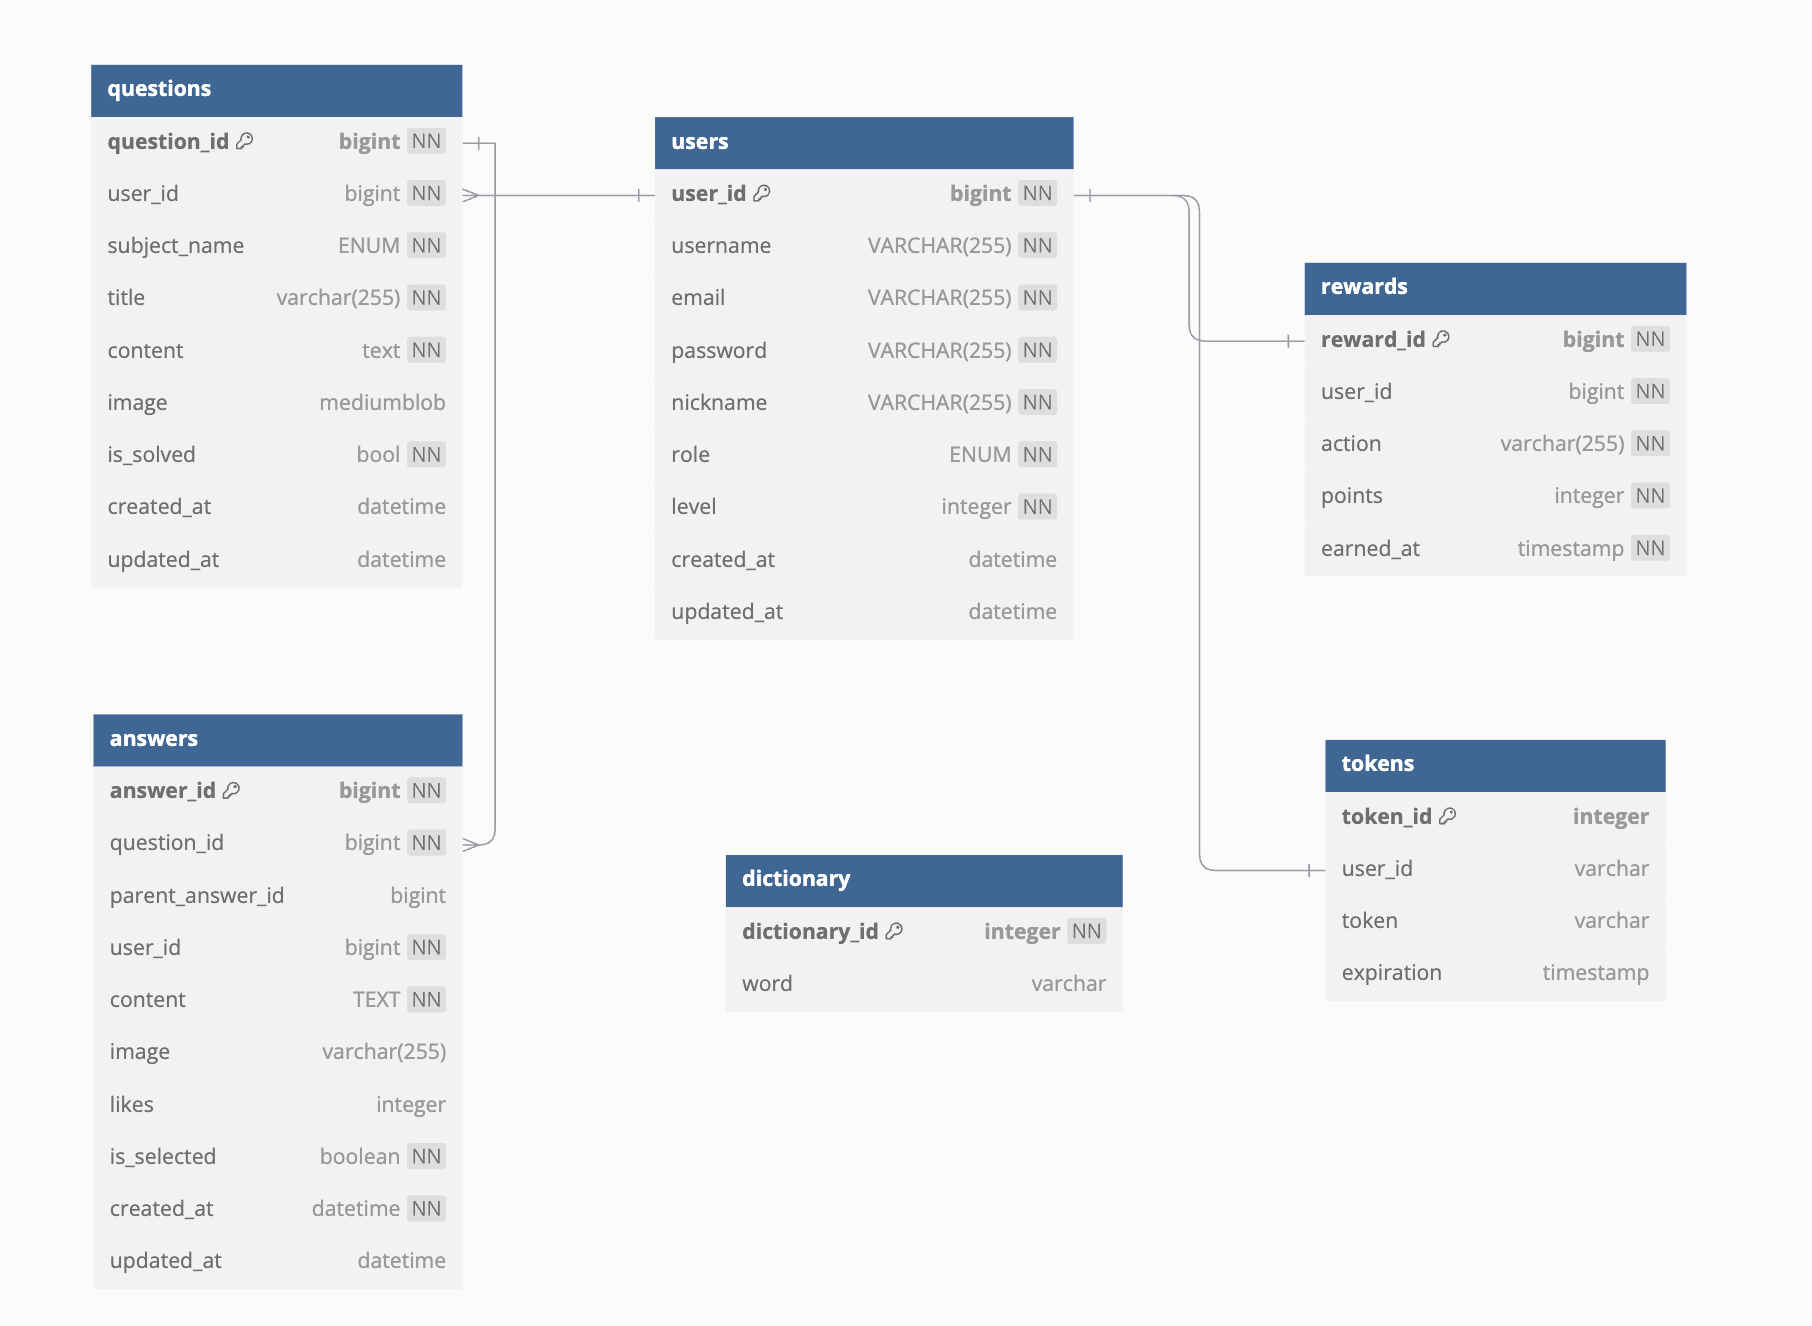 questions
question_id bigint NN
user_id bigint NN
subject_name ENUM NN
title varchar(255) NN
content text NN
image mediumblob
is_solved bool NN
created_at datetime
updated_at datetime
users
user_id bigint NN
username VARCHAR(255) NN
email VARCHAR(255) NN
password VARCHAR(255) NN
nickname VARCHAR(255) NN
role ENUM NN
level integer NN
created_at datetime
updated_at datetime
rewards
reward_id bigint NN
user_id bigint NN
action varchar(255) NN
points integer NN
earned_at timestamp NN
answers
answer_id bigint NN
question_id bigint NN
parent_answer_id bigint
user_id bigint NN
content TEXT NN
image varchar(255)
likes integer
is_selected boolean NN
created_at datetime NN
updated_at datetime
dictionary
dictionary_id integer NN
word varchar
tokens
token_id integer
user_id varchar
token varchar
expiration timestamp